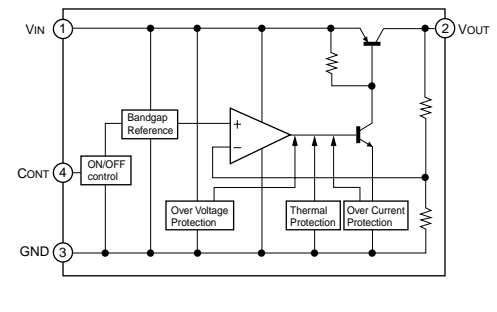 VIN 1
2 VOUT
Bandgap
Reference
+
−
CONT 4
ON/OFF
control
Over Voltage
Protection
Thermal
Protection
Over Current
Protection
GND 3